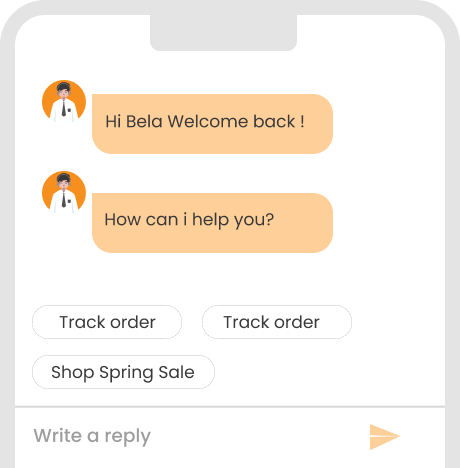 Hi Bela Welcome back !
How can i help you?
Track order
Track order
Shop Spring Sale
Write a reply